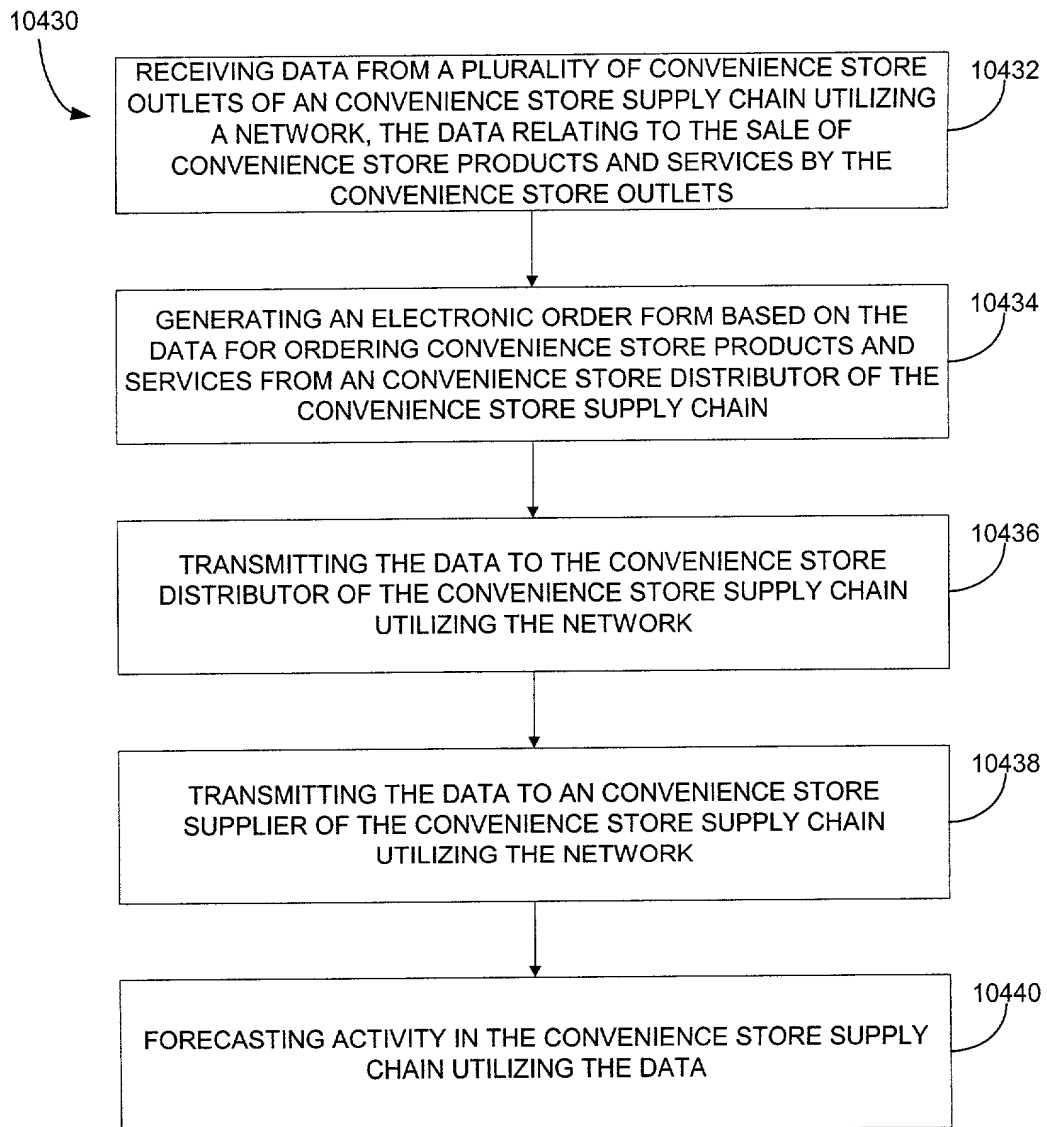 10430
RECEIVING DATA FROM A PLURALITY OF CONVENIENCE STORE
OUTLETS OF AN CONVENIENCE STORE SUPPLY CHAIN UTILIZING
A NETWORK, THE DATA RELATING TO THE SALE OF
CONVENIENCE STORE PRODUCTS AND SERVICES BY THE
CONVENIENCE STORE OUTLETS
10432
GENERATING AN ELECTRONIC ORDER FORM BASED ON THE
DATA FOR ORDERING CONVENIENCE STORE PRODUCTS AND
SERVICES FROM AN CONVENIENCE STORE DISTRIBUTOR OF THE
CONVENIENCE STORE SUPPLY CHAIN
10434
TRANSMITTING THE DATA TO THE CONVENIENCE STORE
DISTRIBUTOR OF THE CONVENIENCE STORE SUPPLY CHAIN
UTILIZING THE NETWORK
10436
TRANSMITTING THE DATA TO AN CONVENIENCE STORE
SUPPLIER OF THE CONVENIENCE STORE SUPPLY CHAIN
UTILIZING THE NETWORK
10438
FORECASTING ACTIVITY IN THE CONVENIENCE STORE SUPPLY
CHAIN UTILIZING THE DATA
10440